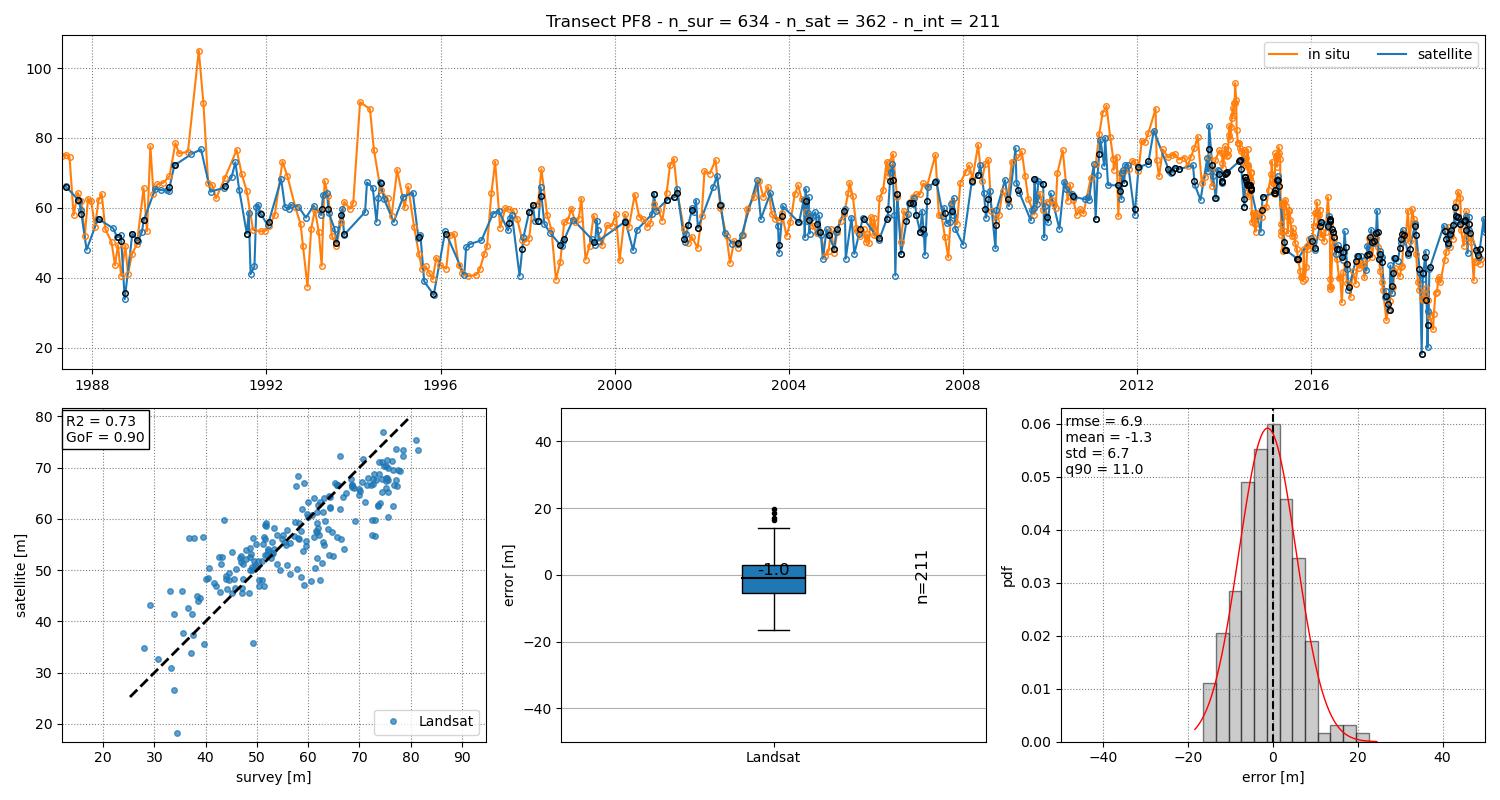 Transect PF8 - n_sur = 634 - n_sat = 362 - n_int = 211
in situ
satellite
100
80
60
40
20
1988
1992
1996
2000
2004
2008
2012
2016
R2 = 0.73
GoF = 0.90
satellite [m]
80
70
60
50
40
30
20
Landsat
20
30
40
50
60
70
80
90
survey [m]
error [m]
40
20
0
−20
−40
-1.0
n=211
Landsat
rmse = 6.9
mean = -1.3
std = 6.7
q90 = 11.0
pdf
0.06
0.05
0.04
0.03
0.02
0.01
0.00
−40
−20
0
20
40
error [m]